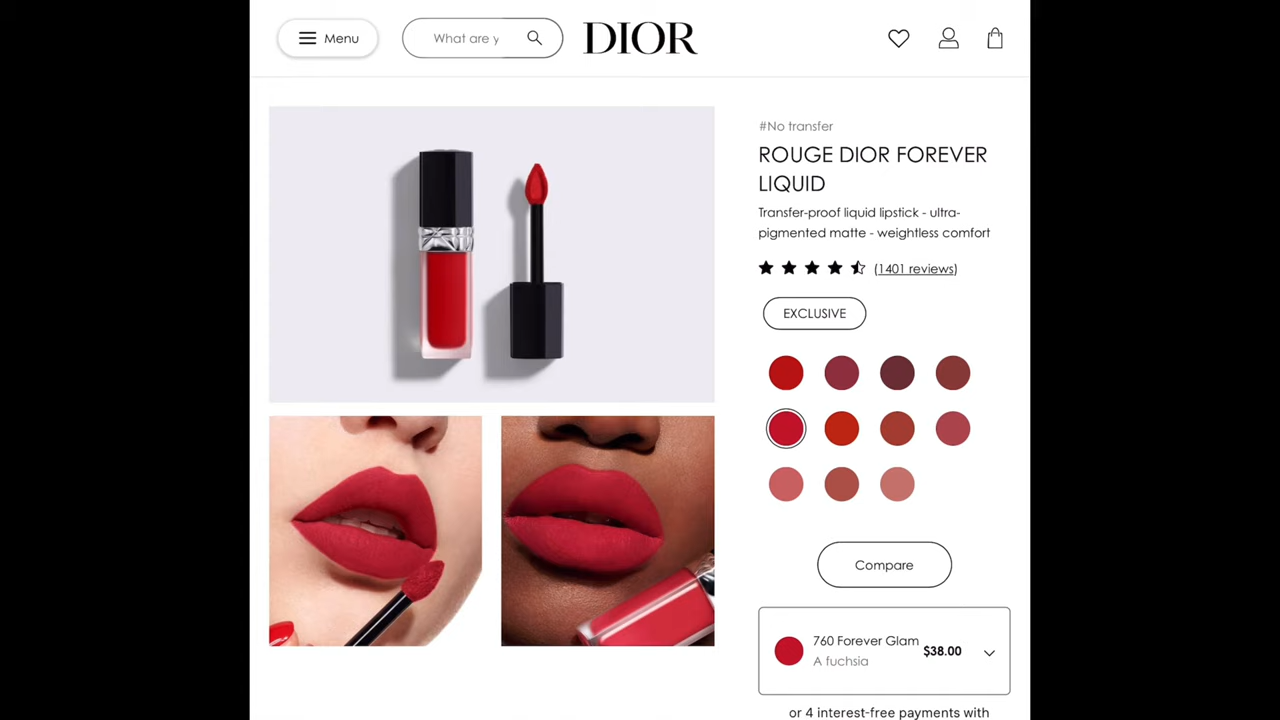 Menu
What are y
DIOR
#No transfer
ROUGE DIOR FOREVER
LIQUID
Transfer-proof liquid lipstick - ultra-
pigmented matte - weightless comfort
(1401 reviews)
EXCLUSIVE
Compare
760 Forever Glam
$38.00
A fuchsia
or 4 interest-free payments with